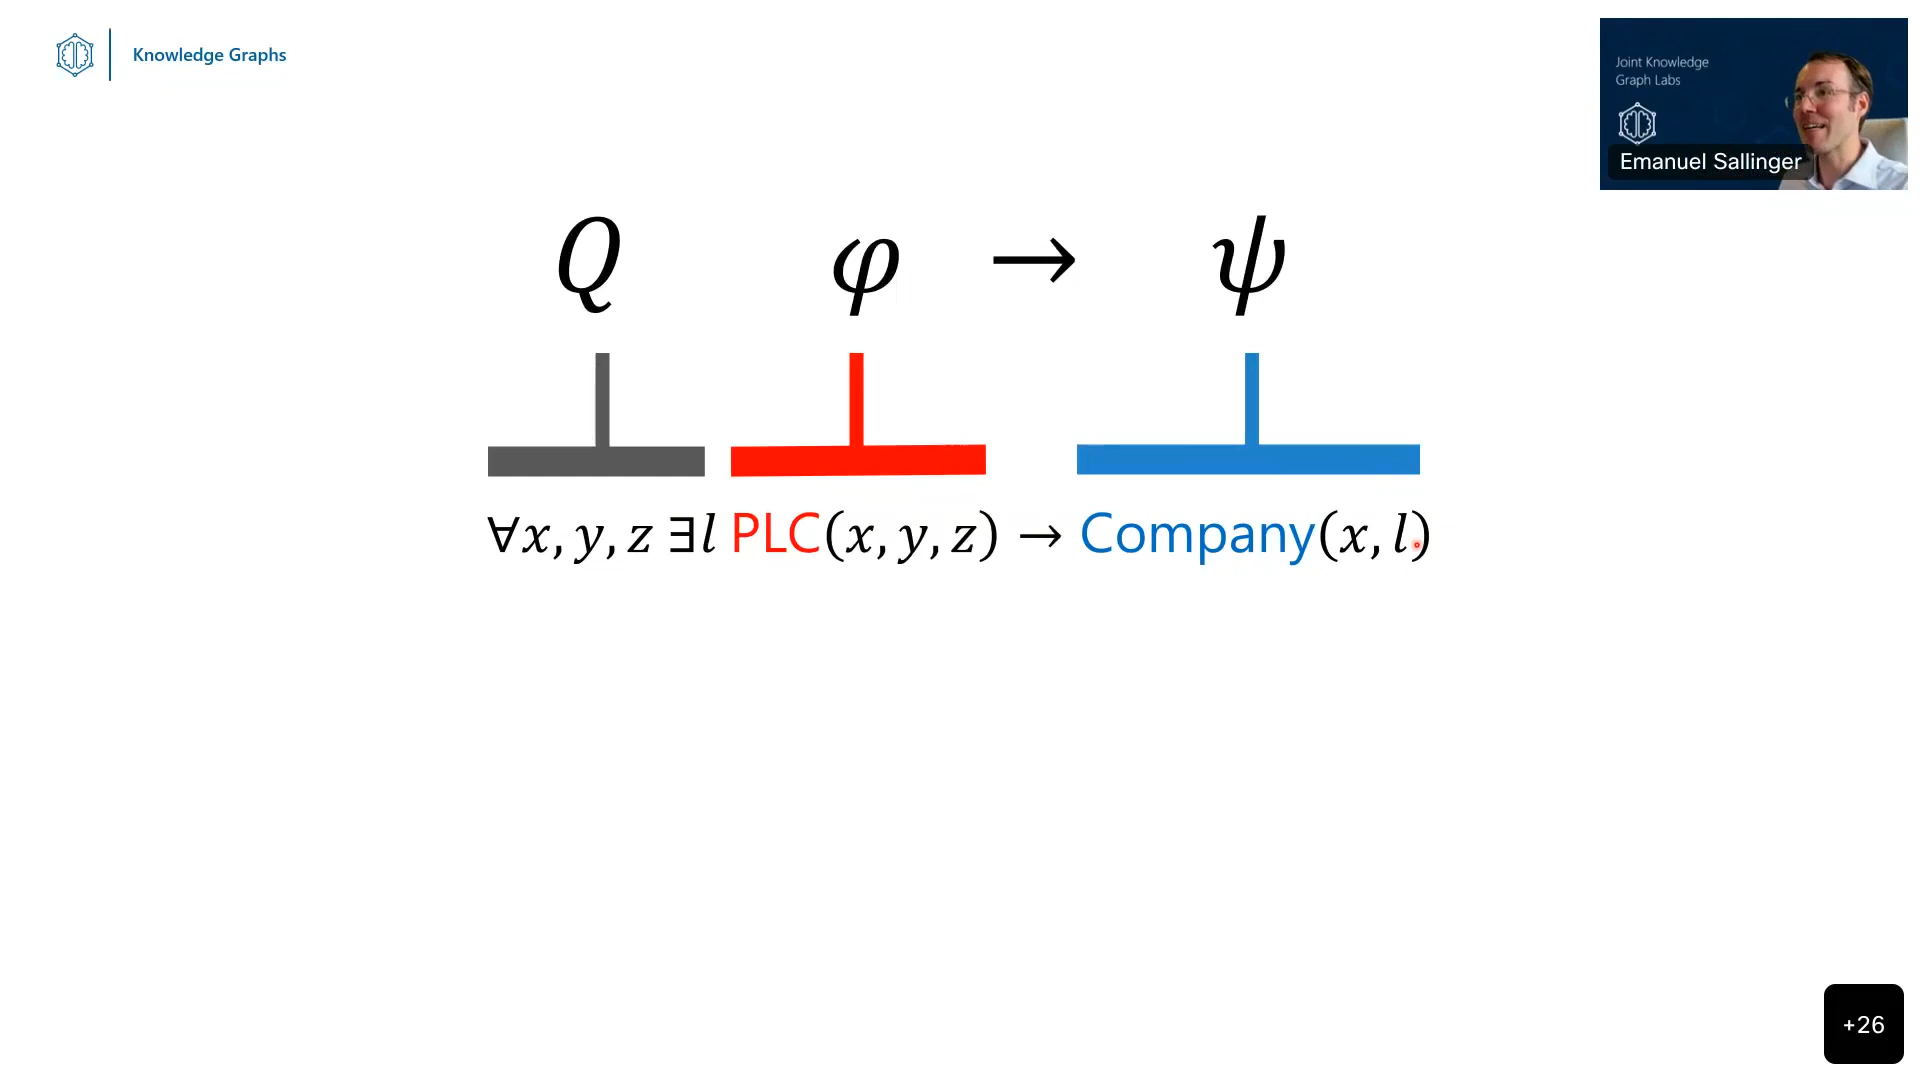 Knowledge Graphs
Joint Knowledge
Graph Labs
Emanuel Sallinger
Q φ → ψ
∀x, y, z ∃l PLC(x, y, z) → Company(x, l)
+26